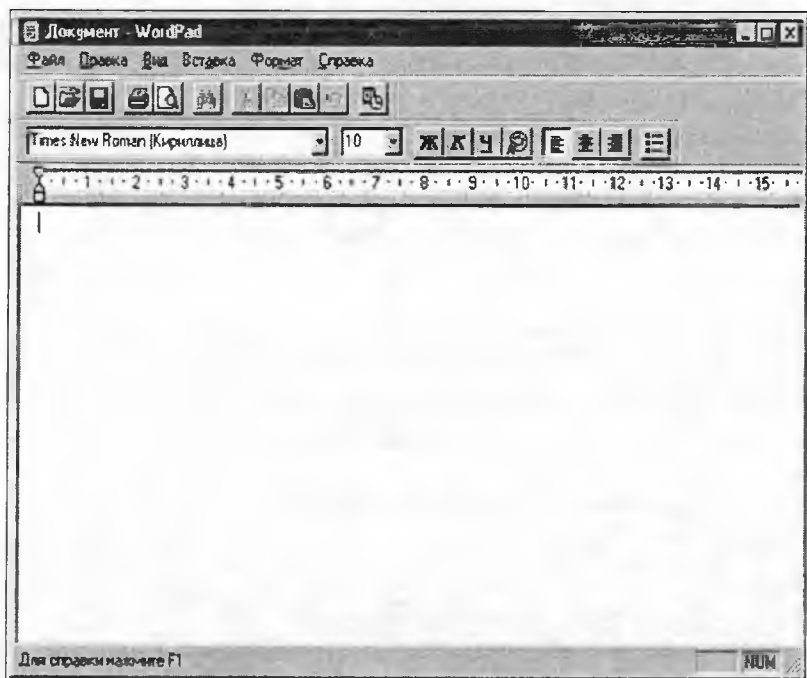 Документ - WordPad
Файл Правка Вид Вставка Формат Справка
Times New Roman (Кириллица) 10 Ж К Ч
1 2 3 4 5 6 7 8 9 10 11 12 13 14 15
Для справки нажмите F1 NUM